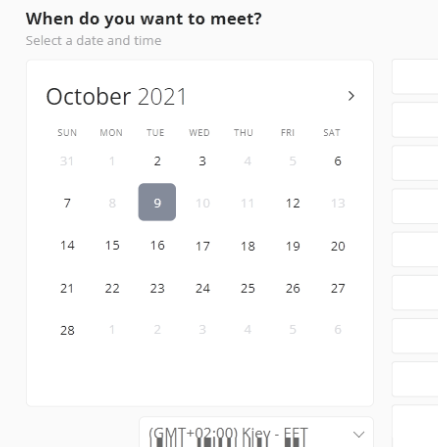 When do you want to meet?
Select a date and time
October 2021
SUN MON TUE WED THU FRI SAT
31 1 2 3 4 5 6
7 8 9 10 11 12 13
14 15 16 17 18 19 20
21 22 23 24 25 26 27
28 1 2 3 4 5 6
(GMT+02:00) Kiev - EET